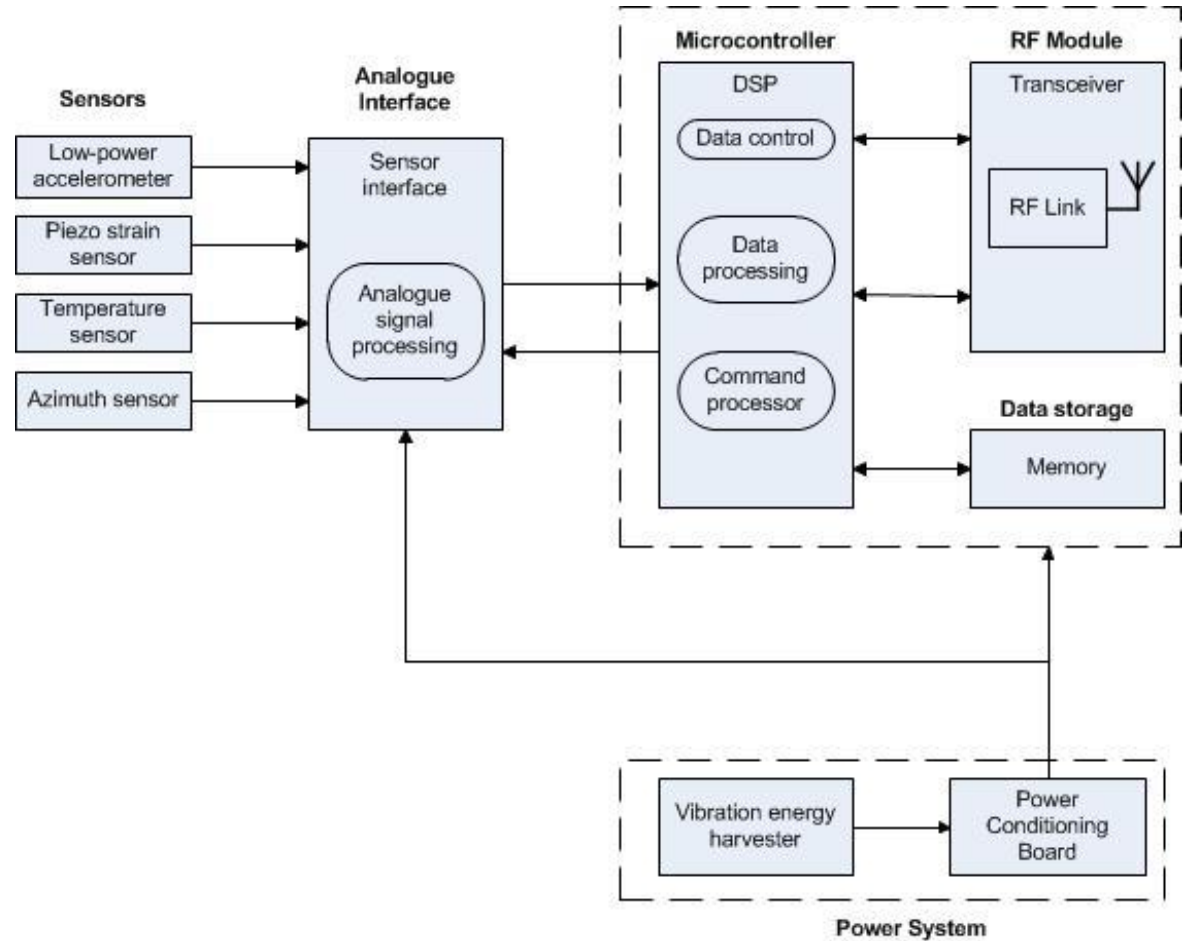 Sensors
Low-power
accelerometer
Piezo strain
sensor
Temperature
sensor
Azimuth sensor
Analogue
Interface
Sensor
interface
Analogue
signal
processing
Microcontroller
DSP
Data control
Data
processing
Command
processor
RF Module
Transceiver
RF Link
Data storage
Memory
Vibration energy
harvester
Power
Conditioning
Board
Power System